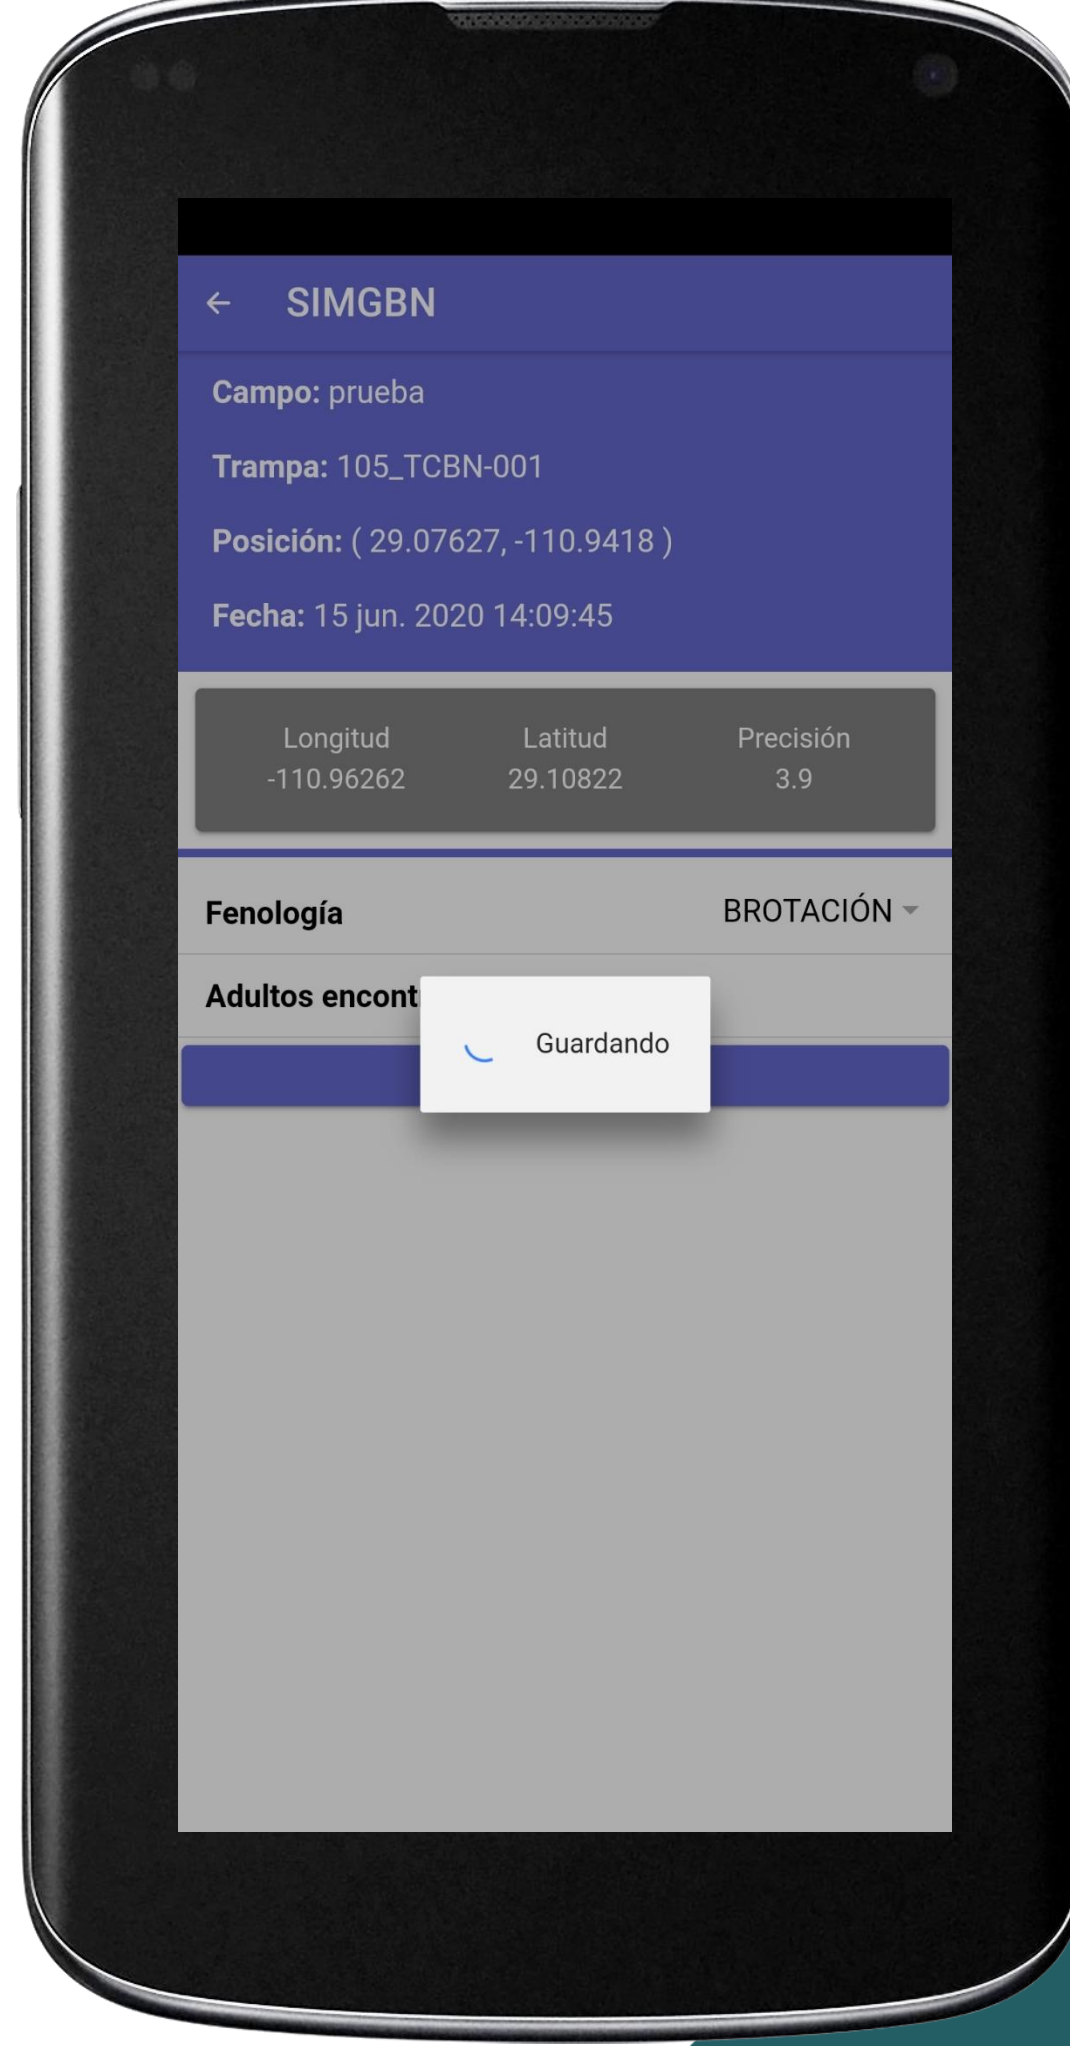 SIMGBN
Campo: prueba
Trampa: 105_TCBN-001
Posición: ( 29.07627, -110.9418 )
Fecha: 15 jun. 2020 14:09:45
Longitud Latitud Precisión
-110.96262 29.10822 3.9
Fenología BROTACIÓN
Adultos encont
Guardando